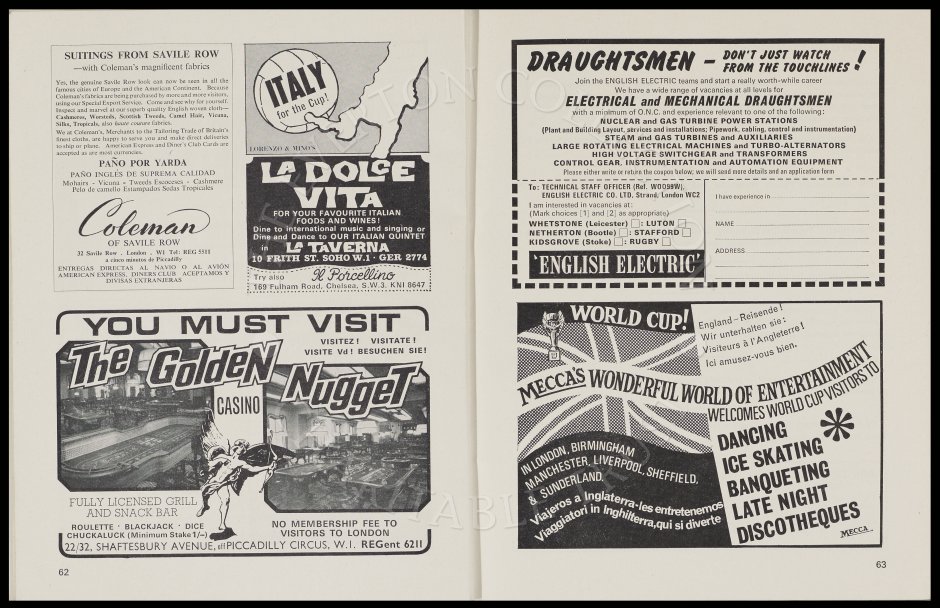 SUITINGS FROM SAVILE ROW
—with Coleman's magnificent fabrics
Yes, the genuine Savile Row look can now be seen in all the
famous cities of Europe and the American Continent. Because
Coleman's fabrics are being purchased by more and more visitors,
using our Special Export Service. Come and see why for yourself.
Inspect and marvel at our superb quality English woven cloth—
Cashmeres, Worsteds, Scottish Tweeds, Camel Hair, Vicuna,
Silks, Tropicals, also haute couture fabrics.
We at Coleman's, Merchants to the Tailoring Trade of Britain's
finest cloths, are happy to serve you and make direct deliveries
to ship or plane. American Express and Diner's Club Cards are
accepted as are most currencies.
PAÑO POR YARDA
PAÑO INGLES DE SUPREMA CALIDAD
Mohairs - Vicuna - Tweeds Escoceses - Cashmere
Pelo de camello Estampados Sedas Tropicales
Coleman
OF SAVILE ROW
32 Savile Row . London . W1 Tel: REG 5511
a cinco minutos de Piccadilly
ENTREGAS DIRECTAS AL NAVIO O AL AVIÓN
AMERICAN EXPRESS, DINERS CLUB ACEPTAMOS Y
DIVISAS EXTRANJERAS
ITALY
for the Cup!
LORENZO & MIMO'S
LA DOLCE
VITA
FOR YOUR FAVOURITE ITALIAN
FOODS AND WINES!
Dine to international music and singing or
Dine and Dance to OUR ITALIAN QUINTET
in LA TAVERNA
10 FRITH ST. SOHO W.1 · GER 2774
Try also Il Porcellino
169 Fulham Road, Chelsea, S.W.3. KNI 8647
YOU MUST VISIT
VISITEZ! VISITATE!
VISITE Vd! BESUCHEN SIE!
The Golden
Nugget
CASINO
FULLY LICENSED GRILL
AND SNACK BAR
ROULETTE · BLACKJACK · DICE
CHUCKALUCK (Minimum Stake 1/-)
NO MEMBERSHIP FEE TO
VISITORS TO LONDON
22/32, SHAFTESBURY AVENUE, off PICCADILLY CIRCUS, W.1. REGent 6211
62
DRAUGHTSMEN – DON'T JUST WATCH
FROM THE TOUCHLINES !
Join the ENGLISH ELECTRIC teams and start a really worth-while career
We have a wide range of vacancies at all levels for
ELECTRICAL and MECHANICAL DRAUGHTSMEN
with a minimum of O.N.C. and experience relevant to one of the following:
NUCLEAR and GAS TURBINE POWER STATIONS
(Plant and Building Layout, services and installations; Pipework, cabling, control and instrumentation)
STEAM and GAS TURBINES and AUXILIARIES
LARGE ROTATING ELECTRICAL MACHINES and TURBO-ALTERNATORS
HIGH VOLTAGE SWITCHGEAR and TRANSFORMERS
CONTROL GEAR, INSTRUMENTATION and AUTOMATION EQUIPMENT
Please either write or return the coupon below; we will send more details and an application form
To: TECHNICAL STAFF OFFICER (Ref. WO099W),
ENGLISH ELECTRIC CO. LTD, Strand, London WC2
I am interested in vacancies at:
(Mark choices [1] and [2] as appropriate)
WHETSTONE (Leicester) : LUTON
NETHERTON (Bootle) : STAFFORD
KIDSGROVE (Stoke) : RUGBY
'ENGLISH ELECTRIC'
I have experience in
NAME
ADDRESS
WORLD CUP!
England - Reisende!
Wir unterhalten sie:
Visiteurs à l'Angleterre!
Ici amusez-vous bien.
MECCA'S WONDERFUL WORLD OF ENTERTAINMENT
WELCOMES WORLD CUP VISITORS TO
DANCING
ICE SKATING
BANQUETING
LATE NIGHT
DISCOTHEQUES
IN LONDON, BIRMINGHAM
MANCHESTER, LIVERPOOL, SHEFFIELD,
& SUNDERLAND.
Viajeros a Inglaterra-les entretenemos
Viaggiatori in inghilterra, qui si diverte
MECCA
63